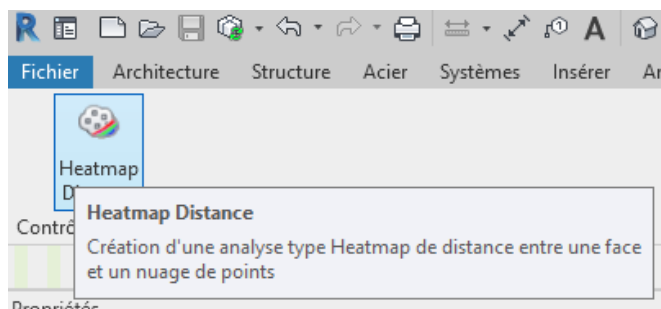 Fichier Architecture Structure Acier Systèmes Insérer
Heatmap
Heatmap Distance
Création d'une analyse type Heatmap de distance entre une face
et un nuage de points
Propriétés